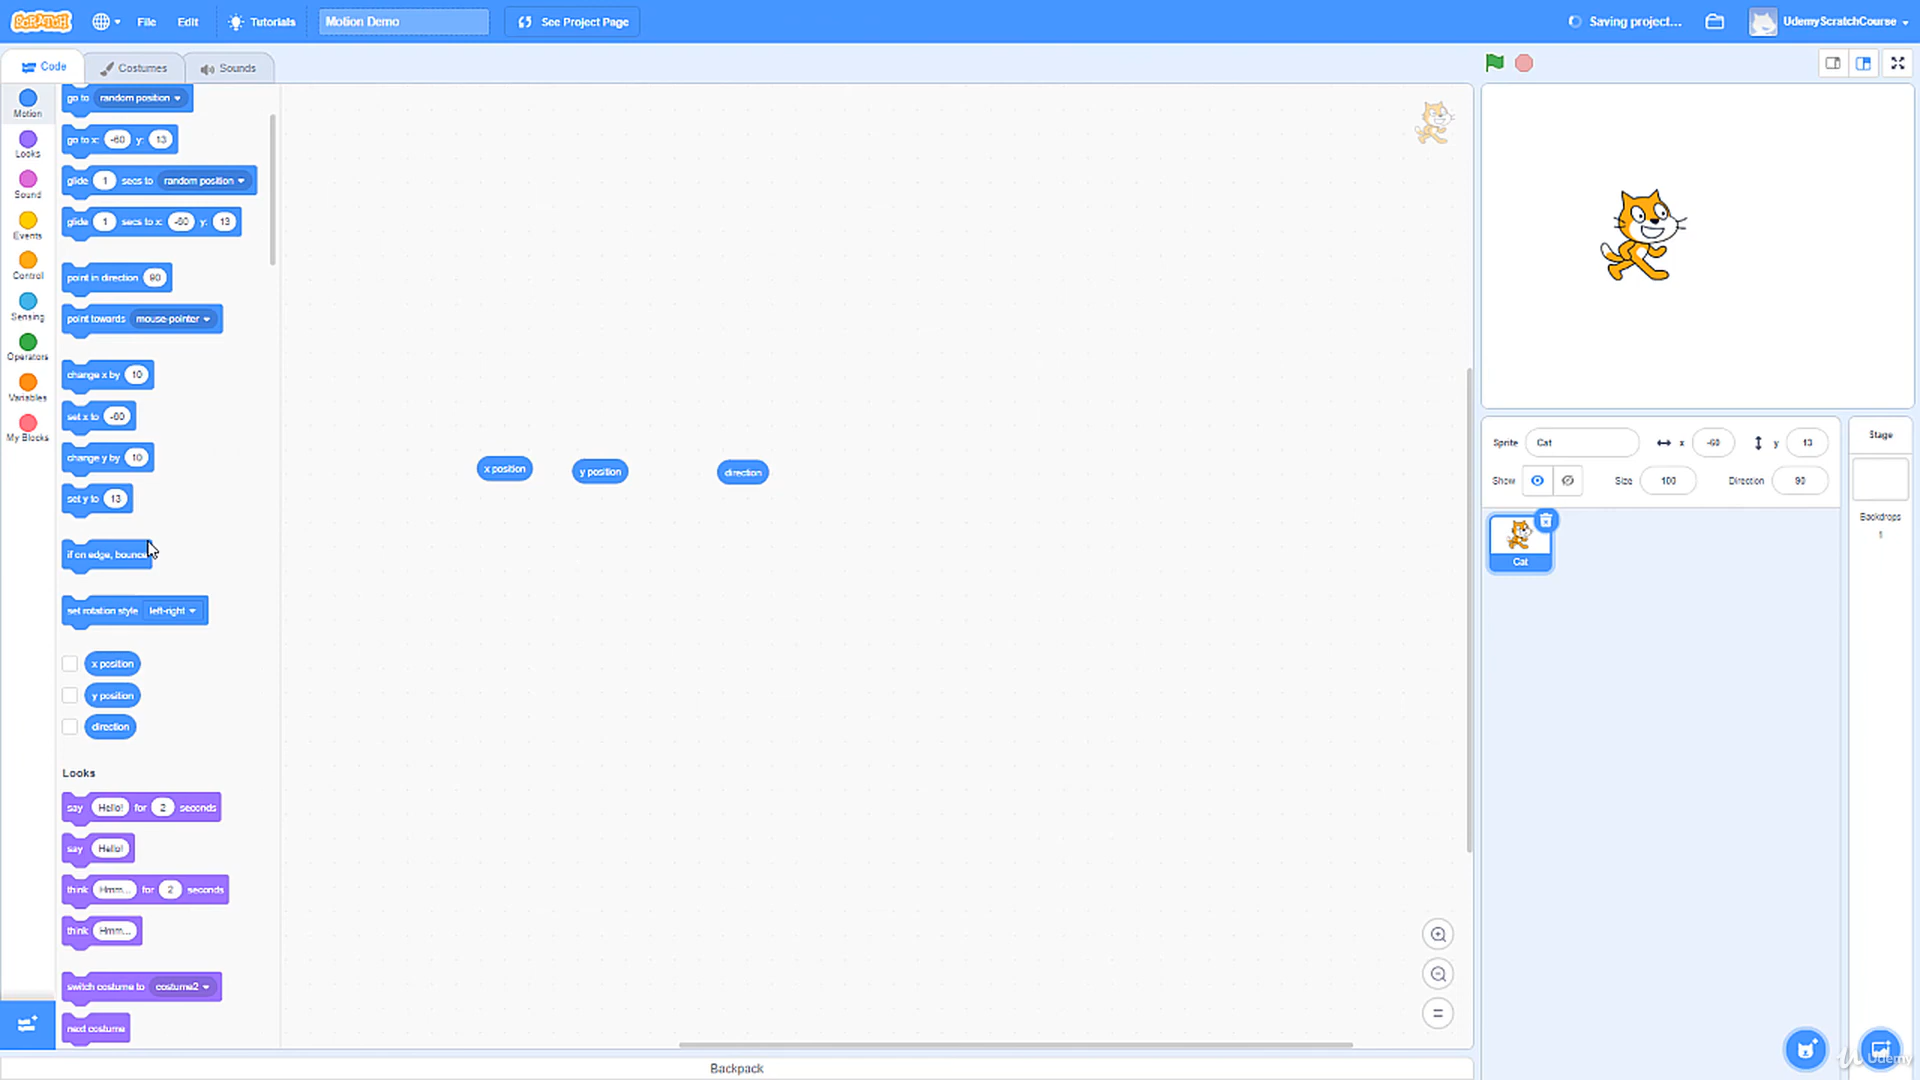 SCRATCH File Edit Tutorials Motion Demo See Project Page Saving project... UdemyScratchCourse
Code Costumes Sounds
Motion
Looks
Sound
Events
Control
Sensing
Operators
Variables
My Blocks
go to random position
go to x: -60 y: 13
glide 1 secs to random position
glide 1 secs to x: -60 y: 13
point in direction 90
point towards mouse-pointer
change x by 10
set x to -60
change y by 10
set y to 13
if on edge, bounce
set rotation style left-right
x position
y position
direction
Looks
say Hello! for 2 seconds
say Hello!
think Hmm... for 2 seconds
think Hmm...
switch costume to costume2
next costume
x position y position direction
Sprite Cat x -60 y 13
Show Size 100 Direction 90
Cat
Stage
Backdrops
1
Backpack
Udemy